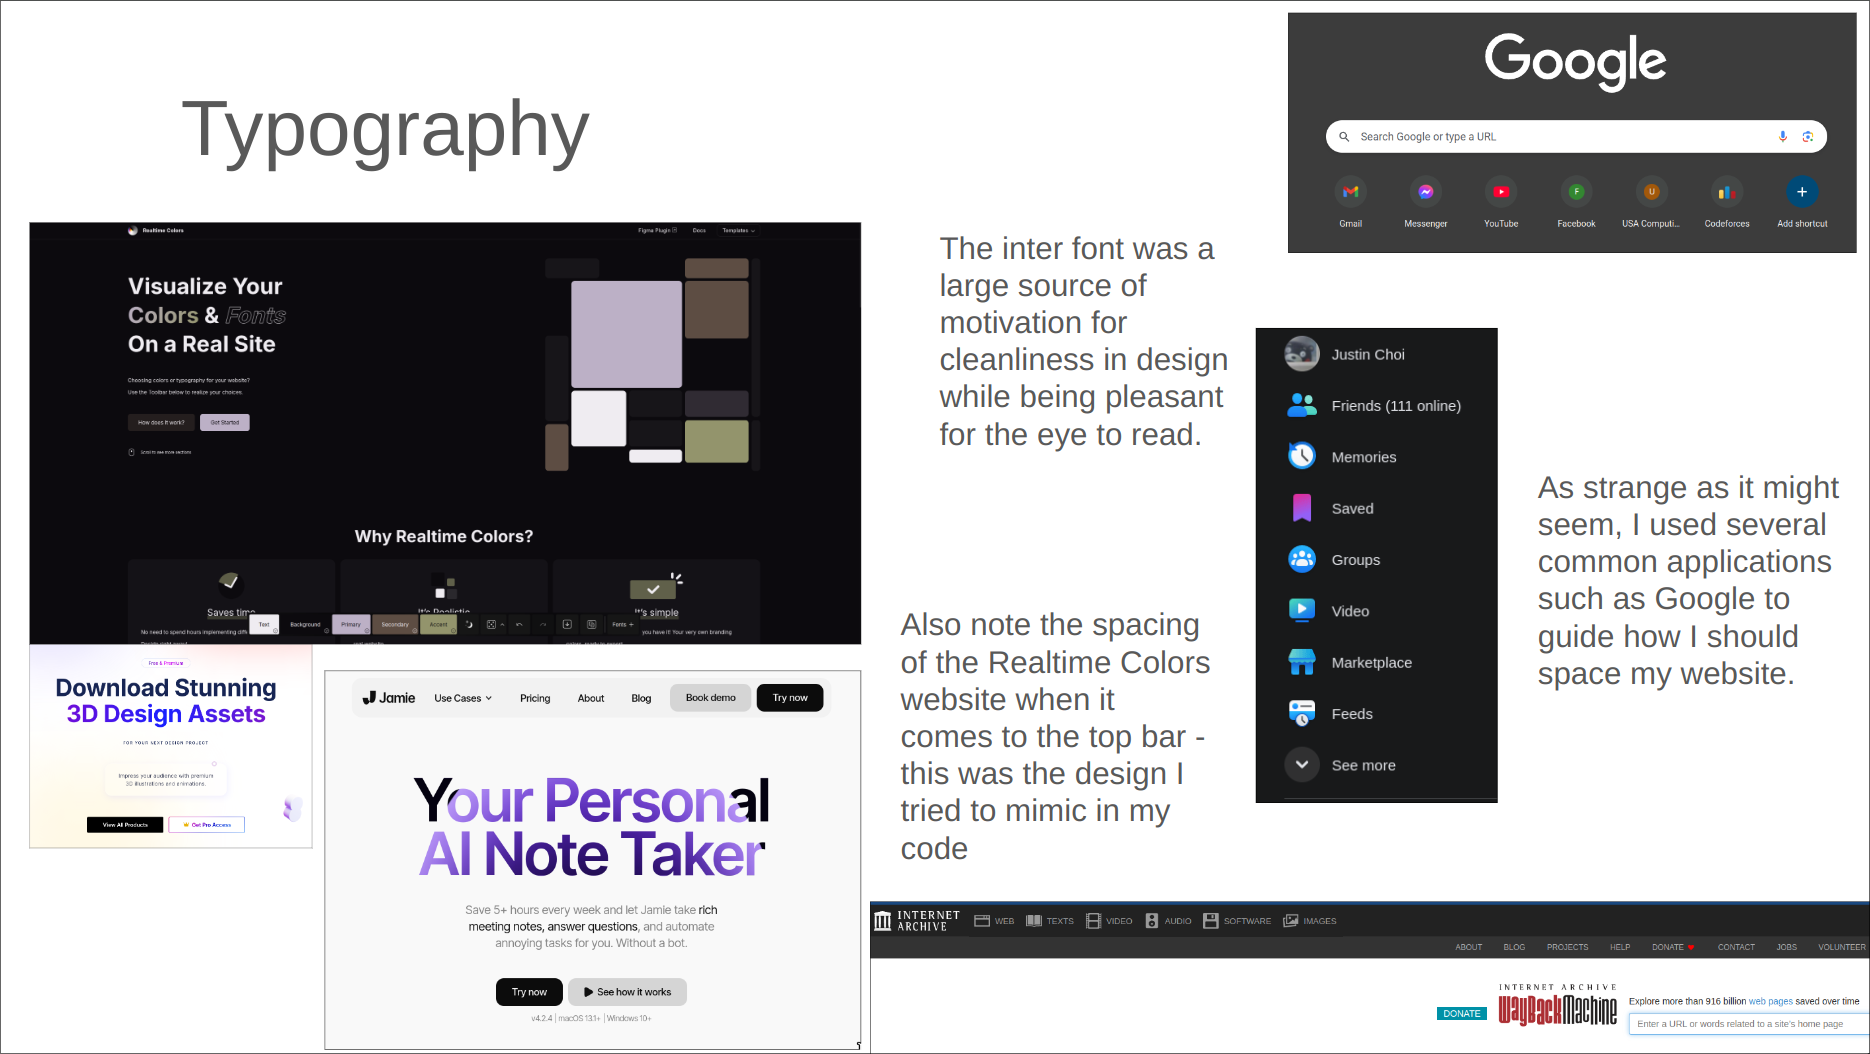 Typography
Google
Search Google or type a URL
Gmail
Messenger
YouTube
F
Facebook
U
USA Computi...
Codeforces
Add shortcut
Realtime Colors
Figma Plugin
Docs
Templates
Visualize Your
Colors & Fonts
On a Real Site
Choosing colors or typography for your website?
Use the Toolbar below to realize your choices.
How does it work?
Get Started
Scroll to see more sections
Why Realtime Colors?
Saves time
It's Realistic
It's simple
No need to spend hours implementing
you have it! Your very own branding
Text
Background
Primary
Secondary
Accent
Fonts +
The inter font was a
large source of
motivation for
cleanliness in design
while being pleasant
for the eye to read.
Justin Choi
Friends (111 online)
Memories
Saved
Groups
Video
Marketplace
Feeds
See more
As strange as it might
seem, I used several
common applications
such as Google to
guide how I should
space my website.
Also note the spacing
of the Realtime Colors
website when it
comes to the top bar -
this was the design I
tried to mimic in my
code
Free & Premium
Download Stunning
3D Design Assets
FOR YOUR NEXT DESIGN PROJECT
Impress your audience with premium
3D illustrations and animations.
View All Products
Get Pro Access
Jamie
Use Cases
Pricing
About
Blog
Book demo
Try now
Your Personal
AI Note Taker
Save 5+ hours every week and let Jamie take rich
meeting notes, answer questions, and automate
annoying tasks for you. Without a bot.
Try now
See how it works
v4.2.4 | macOS 13.1+ | Windows 10+
INTERNET
ARCHIVE
WEB
TEXTS
VIDEO
AUDIO
SOFTWARE
IMAGES
ABOUT
BLOG
PROJECTS
HELP
DONATE
CONTACT
JOBS
VOLUNTEER
DONATE
INTERNET ARCHIVE
WayBackMachine
Explore more than 916 billion web pages saved over time
Enter a URL or words related to a site's home page